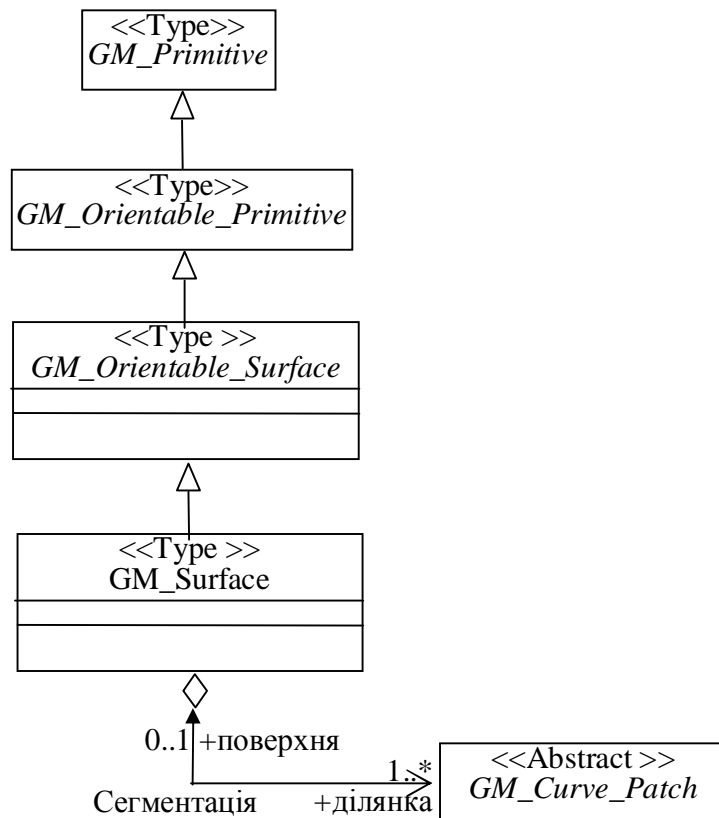 <<Type>>
GM_Primitive
<<Type>>
GM_Orientable_Primitive
<<Type >>
GM_Orientable_Surface
<<Type >>
GM_Surface
0..1 +поверхня
1..*
<<Abstract >>
GM_Curve_Patch
Сегментація +ділянка